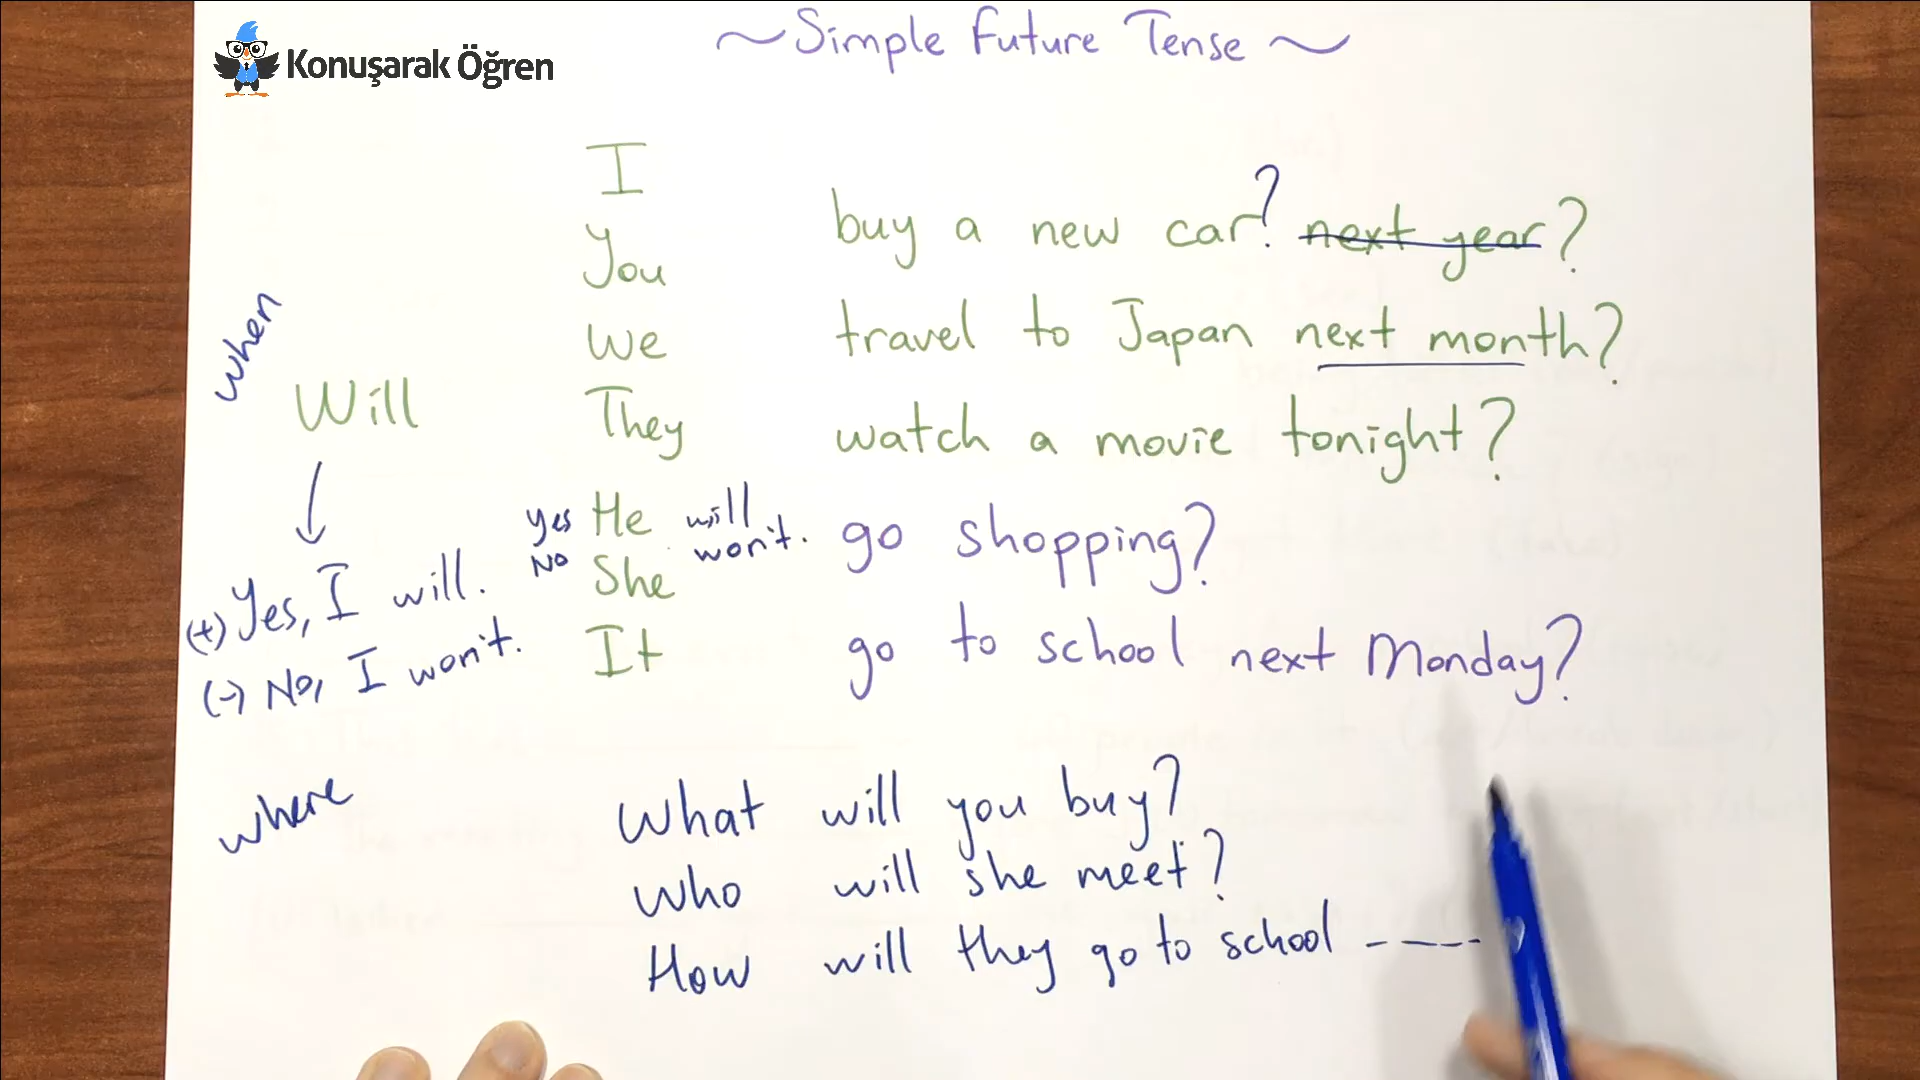 ~Simple Future Tense~
Konuşarak Öğren
I
You
We
They
He
She
It
when
Will
buy a new car? next year?
travel to Japan next month?
watch a movie tonight?
go shopping?
go to school next Monday?
yes will
No won't.
(+) Yes, I will.
(-) No, I won't.
where
What will you buy?
Who will she meet?
How will they go to school -----